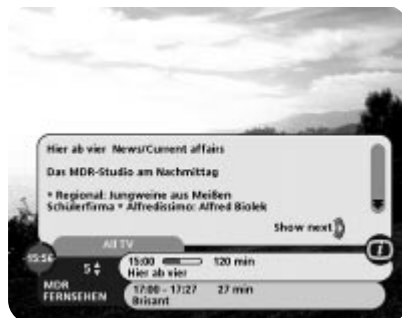 Hier ab vier News/Current affairs
Das MDR-Studio am Nachmittag
* Regional: Jungweine aus Meißen
Schülerfirma * Alfredissimo: Alfred Biolek
Show next
i
All TV
15:56
5
15:00 120 min
Hier ab vier
MDR
FERNSEHEN
17:00 - 17:27 27 min
Brisant